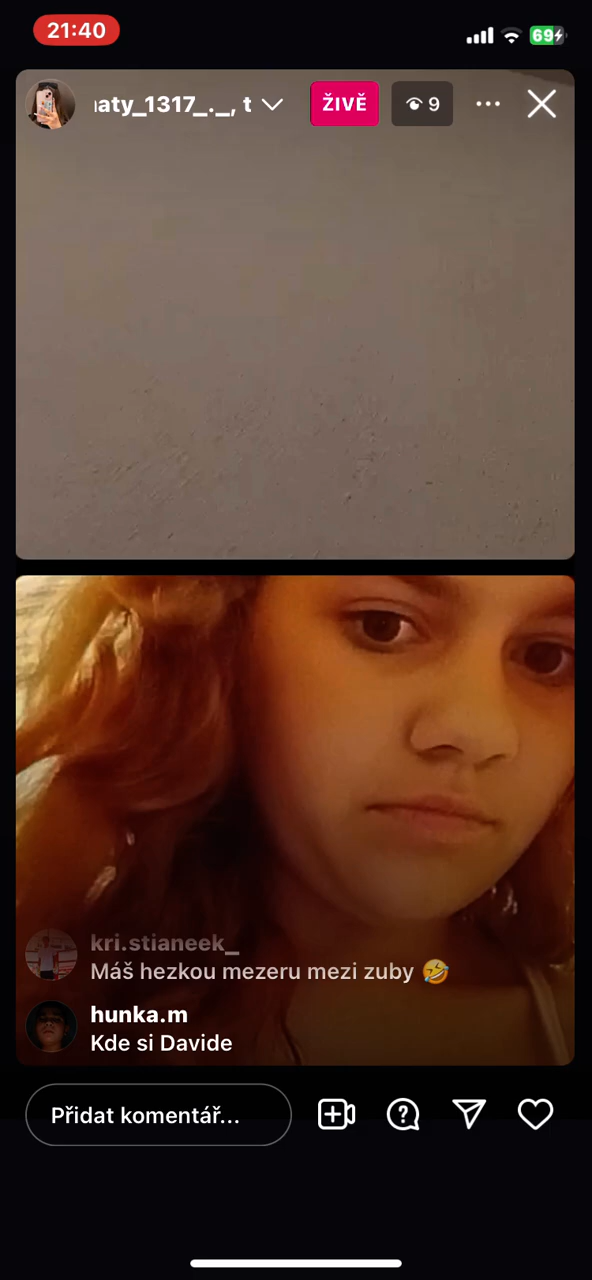 21:40
69
aty_1317_._, t
ŽIVĚ
9
kri.stianeek_
Máš hezkou mezeru mezi zuby 🤣
hunka.m
Kde si Davide
Přidat komentář...